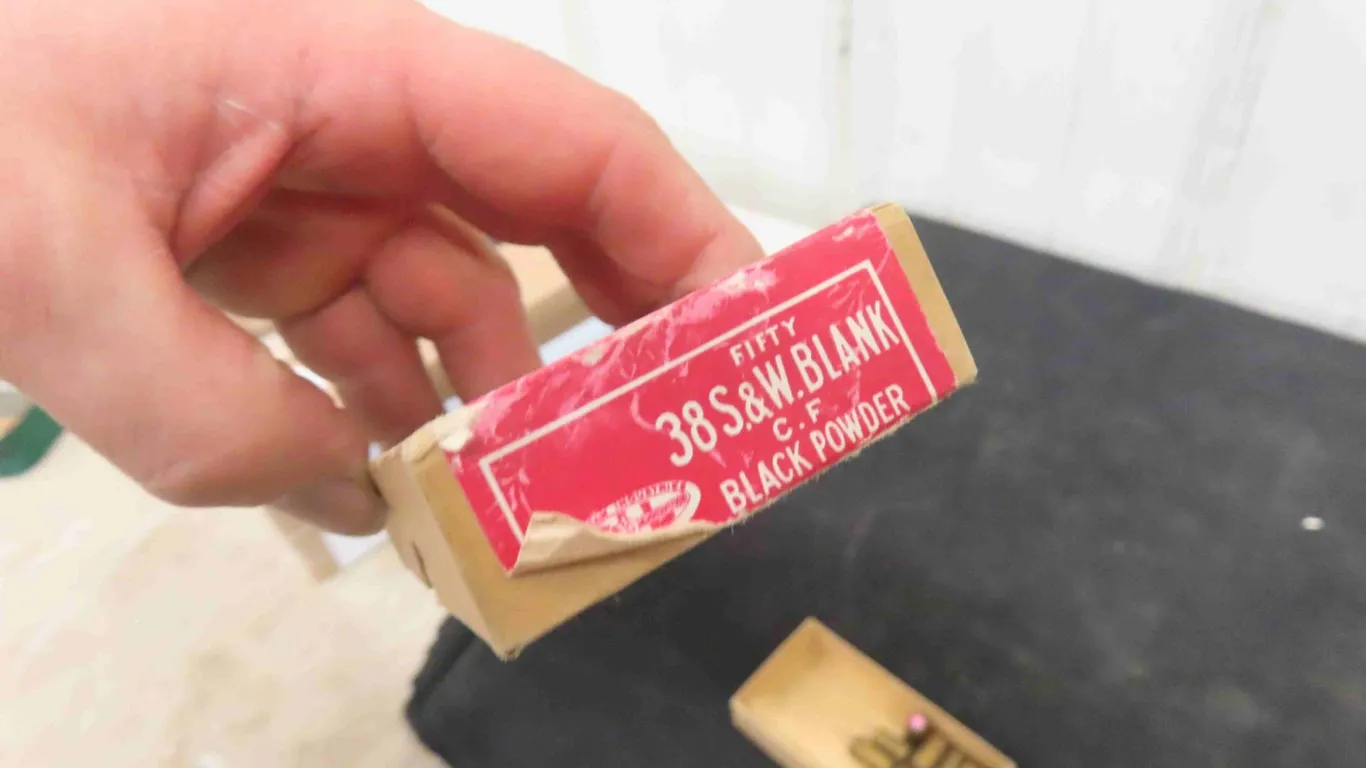 FIFTY
38 S.&W. BLANK
C.F
BLACK POWDER